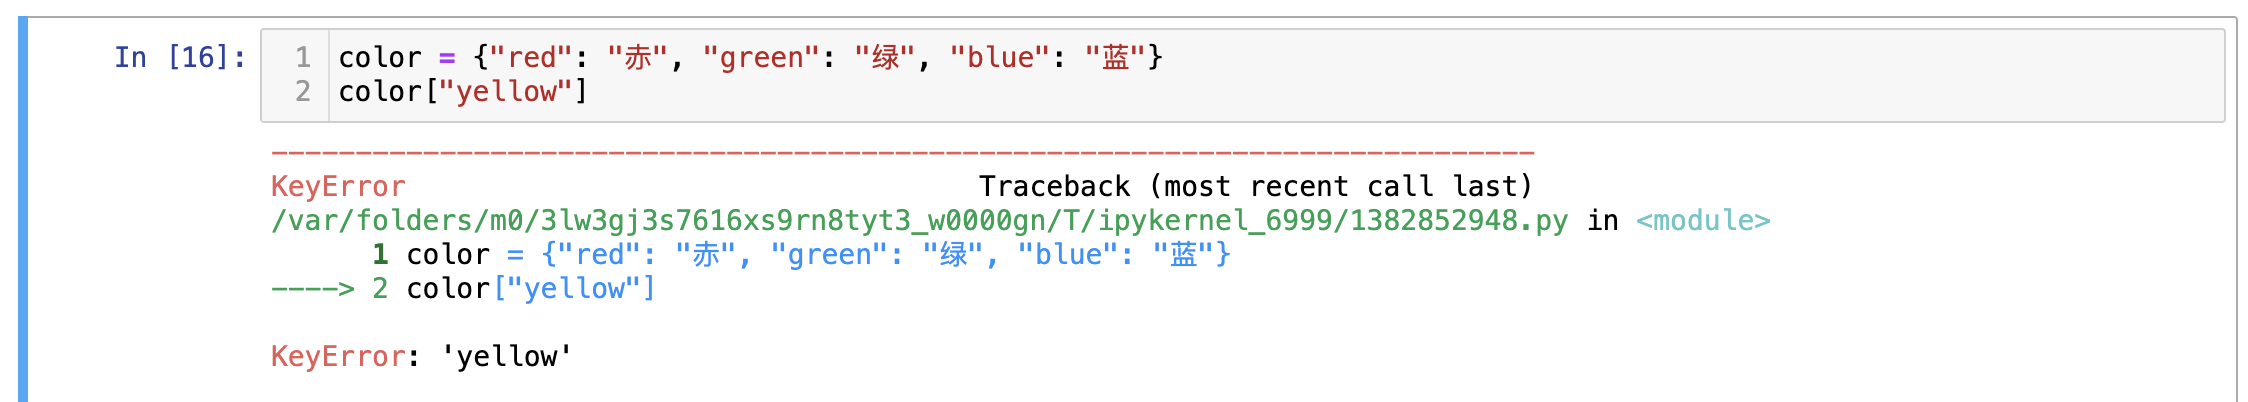 In [16]:
1 color = {"red": "赤", "green": "绿", "blue": "蓝"}
2 color["yellow"]
---------------------------------------------------------------------------
KeyError                                  Traceback (most recent call last)
/var/folders/m0/3lw3gj3s7616xs9rn8tyt3_w0000gn/T/ipykernel_6999/1382852948.py in <module>
      1 color = {"red": "赤", "green": "绿", "blue": "蓝"}
----> 2 color["yellow"]
KeyError: 'yellow'